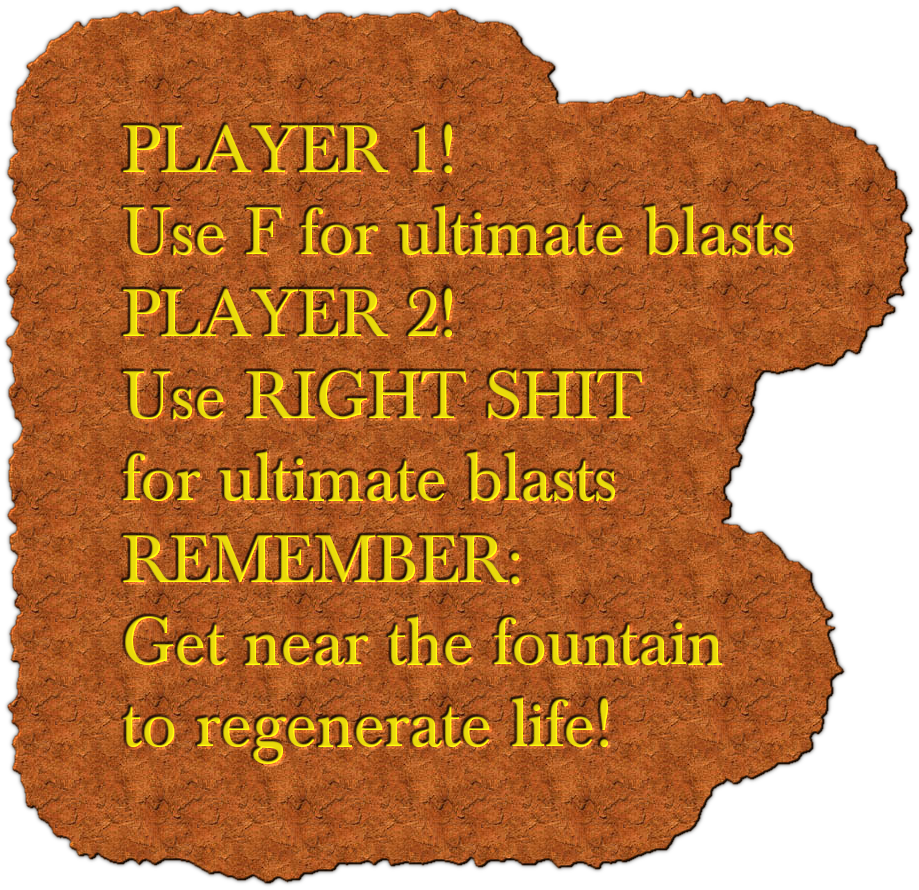 PLAYER 1!
Use F for ultimate blasts
PLAYER 2!
Use RIGHT SHIT
for ultimate blasts
REMEMBER:
Get near the fountain
to regenerate life!